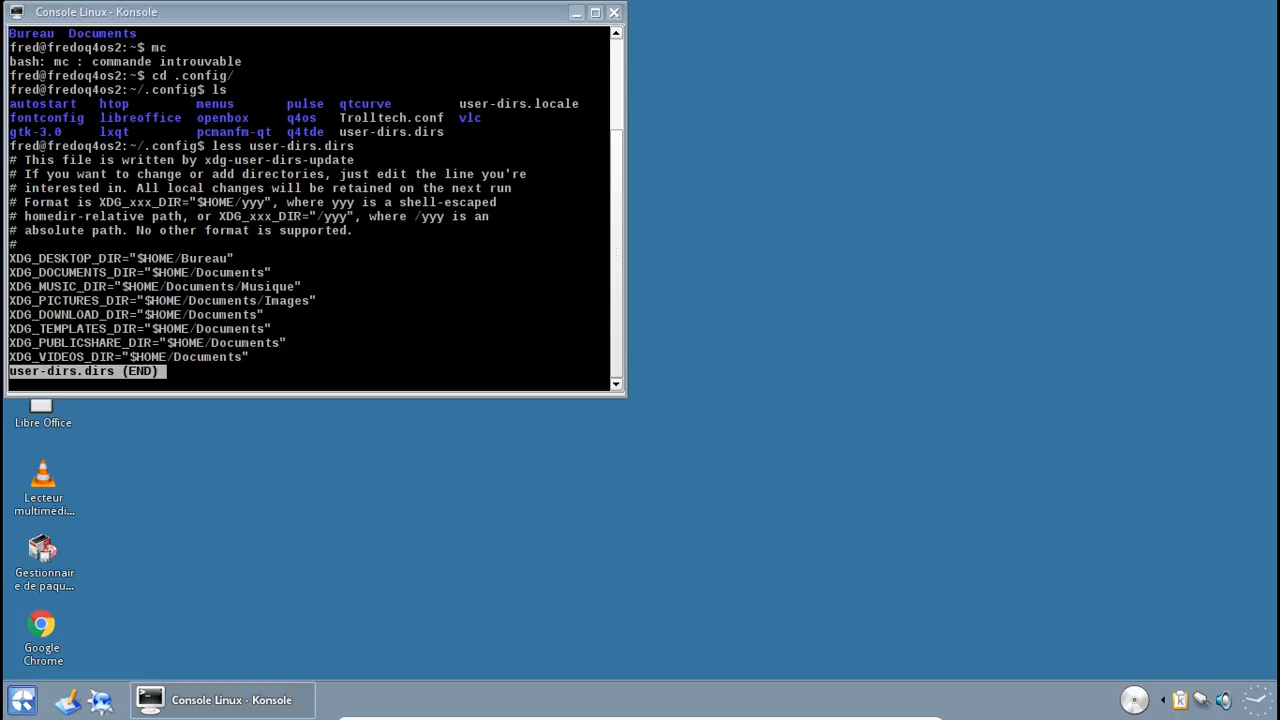 Console Linux - Konsole
Bureau  Documents
fred@fredoq4os2:~$ mc
bash: mc : commande introuvable
fred@fredoq4os2:~$ cd .config/
fred@fredoq4os2:~/.config$ ls
autostart   htop         menus        pulse  qtcurve        user-dirs.locale
fontconfig  libreoffice  openbox      q4os   Trolltech.conf  vlc
gtk-3.0     lxqt         pcmanfm-qt   q4tde  user-dirs.dirs
fred@fredoq4os2:~/.config$ less user-dirs.dirs
# This file is written by xdg-user-dirs-update
# If you want to change or add directories, just edit the line you're
# interested in. All local changes will be retained on the next run
# Format is XDG_xxx_DIR="$HOME/yyy", where yyy is a shell-escaped
# homedir-relative path, or XDG_xxx_DIR="/yyy", where /yyy is an
# absolute path. No other format is supported.
#
XDG_DESKTOP_DIR="$HOME/Bureau"
XDG_DOCUMENTS_DIR="$HOME/Documents"
XDG_MUSIC_DIR="$HOME/Documents/Musique"
XDG_PICTURES_DIR="$HOME/Documents/Images"
XDG_DOWNLOAD_DIR="$HOME/Documents"
XDG_TEMPLATES_DIR="$HOME/Documents"
XDG_PUBLICSHARE_DIR="$HOME/Documents"
XDG_VIDEOS_DIR="$HOME/Documents"
user-dirs.dirs (END)
Libre Office
Lecteur
multimédi...
Gestionnair
e de paqu...
Google
Chrome
Console Linux - Konsole